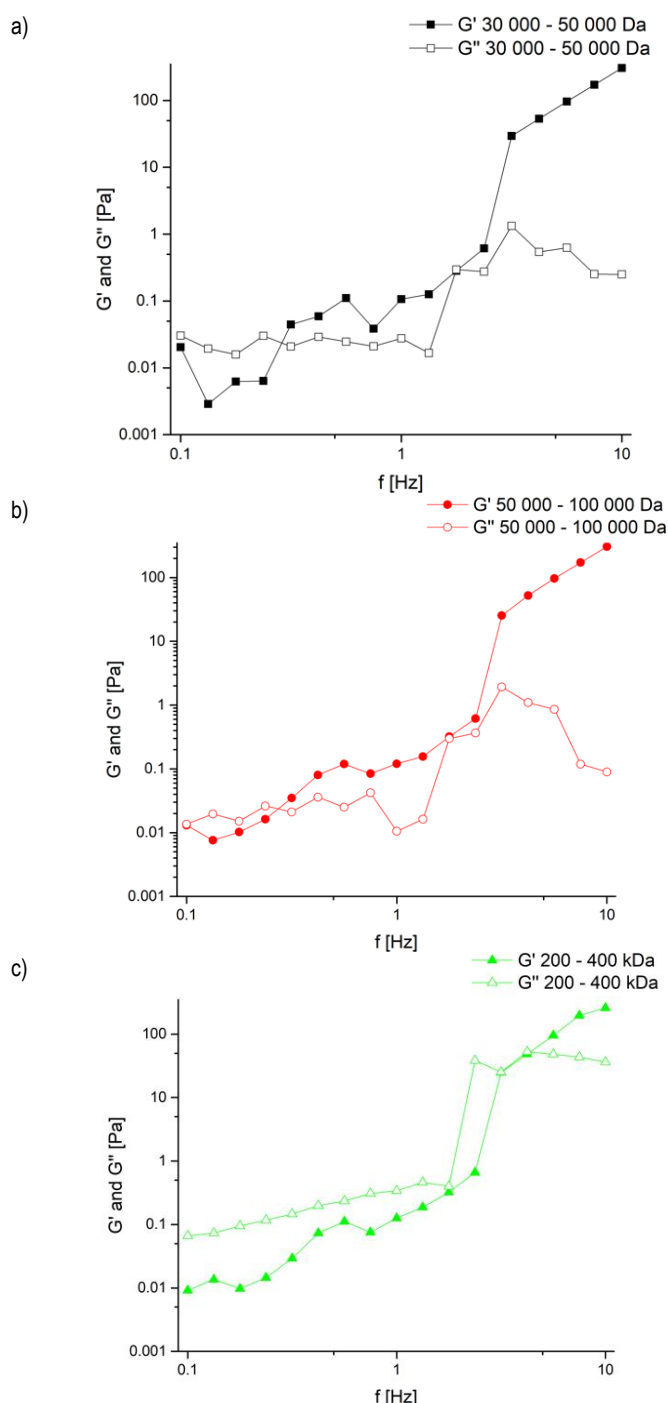 a)
G' 30 000 - 50 000 Da
G'' 30 000 - 50 000 Da
100
10
1
0.1
0.01
0.001
G' and G'' [Pa]
0.1
1
10
f [Hz]
b)
G' 50 000 - 100 000 Da
G'' 50 000 - 100 000 Da
100
10
1
0.1
0.01
0.001
G' and G'' [Pa]
0.1
1
10
f [Hz]
c)
G' 200 - 400 kDa
G'' 200 - 400 kDa
100
10
1
0.1
0.01
0.001
G' and G'' [Pa]
0.1
1
10
f [Hz]